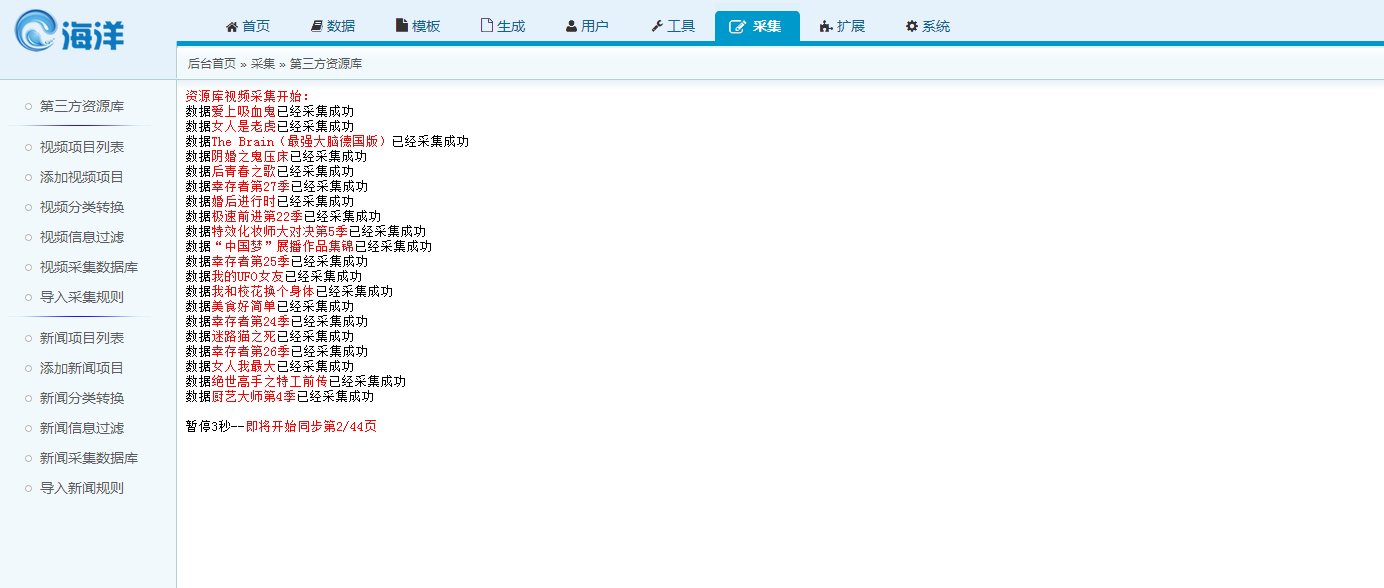 海洋
首页 数据 模板 生成 用户 工具 采集 扩展 系统
后台首页 » 采集 » 第三方资源库
第三方资源库
视频项目列表
添加视频项目
视频分类转换
视频信息过滤
视频采集数据库
导入采集规则
新闻项目列表
添加新闻项目
新闻分类转换
新闻信息过滤
新闻采集数据库
导入新闻规则
资源库视频采集开始：
数据爱上吸血鬼已经采集成功
数据女人是老虎已经采集成功
数据The Brain（最强大脑德国版）已经采集成功
数据阴婚之鬼压床已经采集成功
数据后青春之歌已经采集成功
数据幸存者第27季已经采集成功
数据婚后进行时已经采集成功
数据极速前进第22季已经采集成功
数据特效化妆师大对决第5季已经采集成功
数据“中国梦”展播作品集锦已经采集成功
数据幸存者第25季已经采集成功
数据我的UFO女友已经采集成功
数据我和校花换个身体已经采集成功
数据美食好简单已经采集成功
数据幸存者第24季已经采集成功
数据迷路猫之死已经采集成功
数据幸存者第26季已经采集成功
数据女人我最大已经采集成功
数据绝世高手之特工前传已经采集成功
数据厨艺大师第4季已经采集成功
暂停3秒--即将开始同步第2/44页